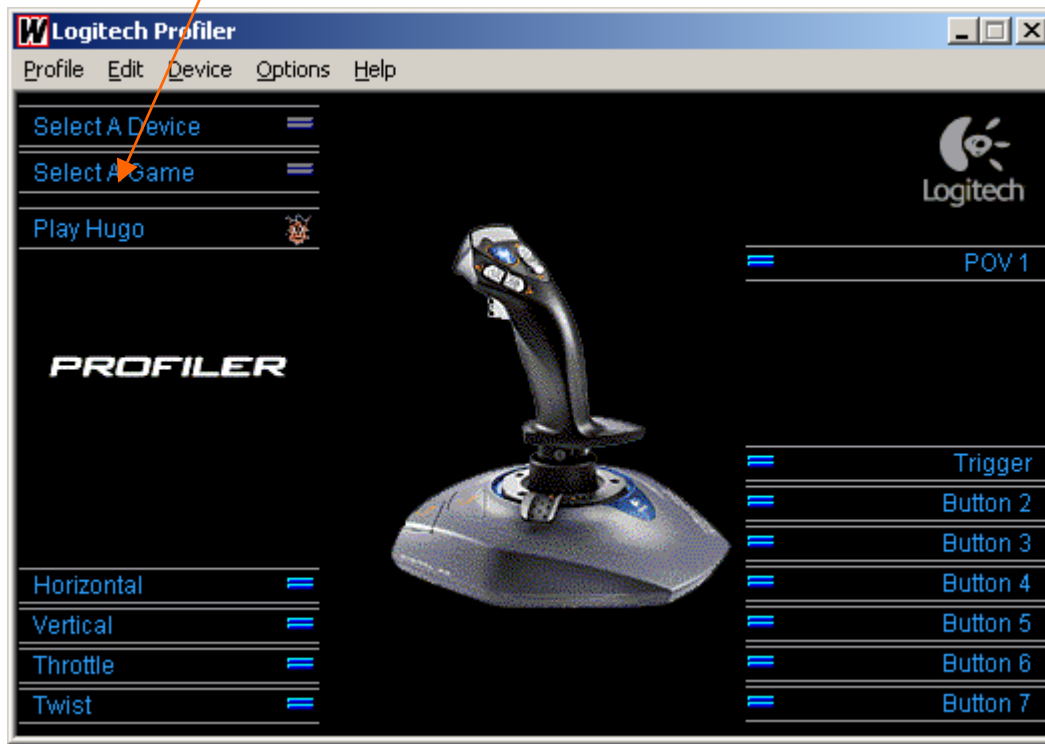 Logitech Profiler
Profile Edit Device Options Help
Select A Device
Select A Game
Play Hugo
Logitech
POV 1
PROFILER
Trigger
Button 2
Button 3
Button 4
Button 5
Button 6
Button 7
Horizontal
Vertical
Throttle
Twist